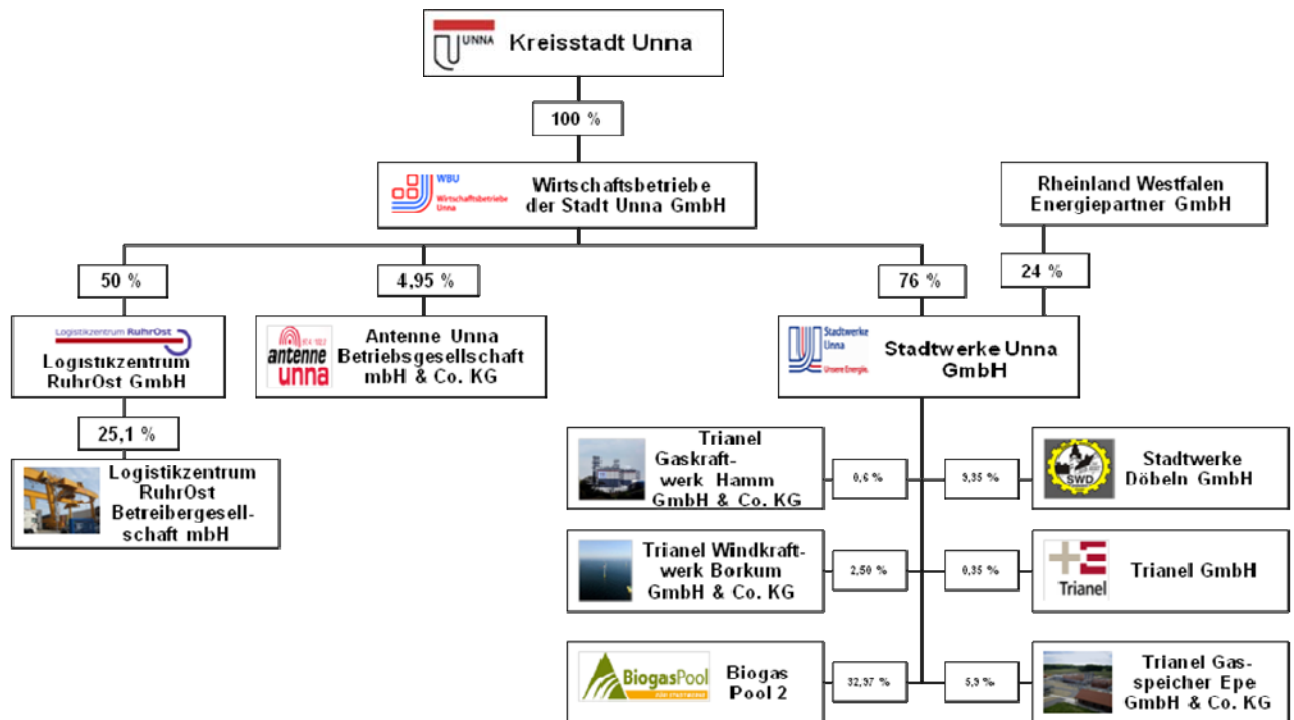 UNNA
Kreisstadt Unna
100 %
WBU
Wirtschaftsbetriebe
Unna
Wirtschaftsbetriebe
der Stadt Unna GmbH
Rheinland Westfalen
Energiepartner GmbH
50 %
4,95 %
76 %
24 %
Logistikzentrum RuhrOst
Logistikzentrum
RuhrOst GmbH
antenne
unna
Antenne Unna
Betriebsgesellschaft
mbH & Co. KG
Stadtwerke
Unna
Unsere Energie.
Stadtwerke Unna
GmbH
25,1 %
Logistikzentrum
RuhrOst
Betreibergesell-
schaft mbH
Trianel
Gaskraft-
werk Hamm
GmbH & Co. KG
0,6 %
9,35 %
SWD
Stadtwerke
Döbeln GmbH
Trianel Windkraft-
werk Borkum
GmbH & Co. KG
2,50 %
0,35 %
Trianel
Trianel GmbH
BiogasPool
FÜR STADTWERKE
Biogas
Pool 2
32,97 %
5,9 ‰
Trianel Gas-
speicher Epe
GmbH & Co. KG